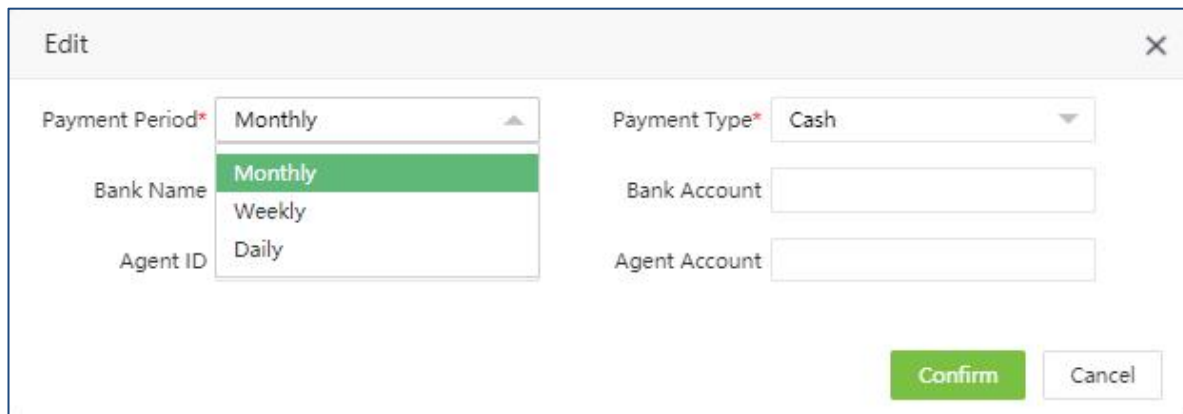 Edit
Payment Period* Monthly Payment Type* Cash
Monthly
Bank Name Bank Account
Weekly
Daily
Agent ID Agent Account
Confirm Cancel